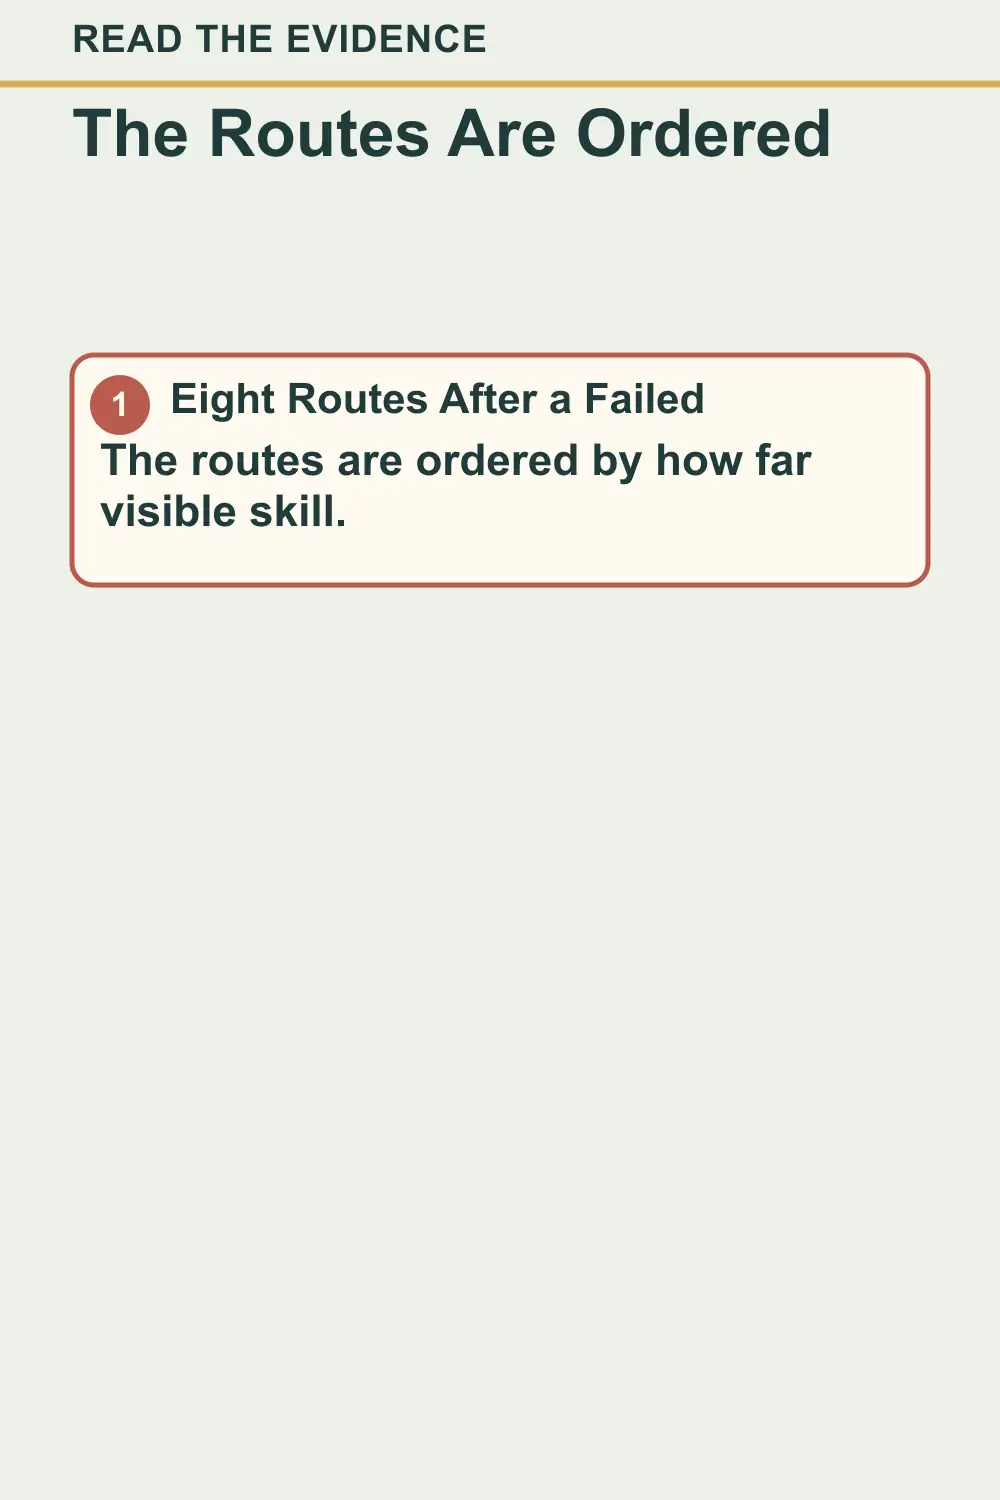 READ THE EVIDENCE
The Routes Are Ordered
1 Eight Routes After a Failed
The routes are ordered by how far
visible skill.